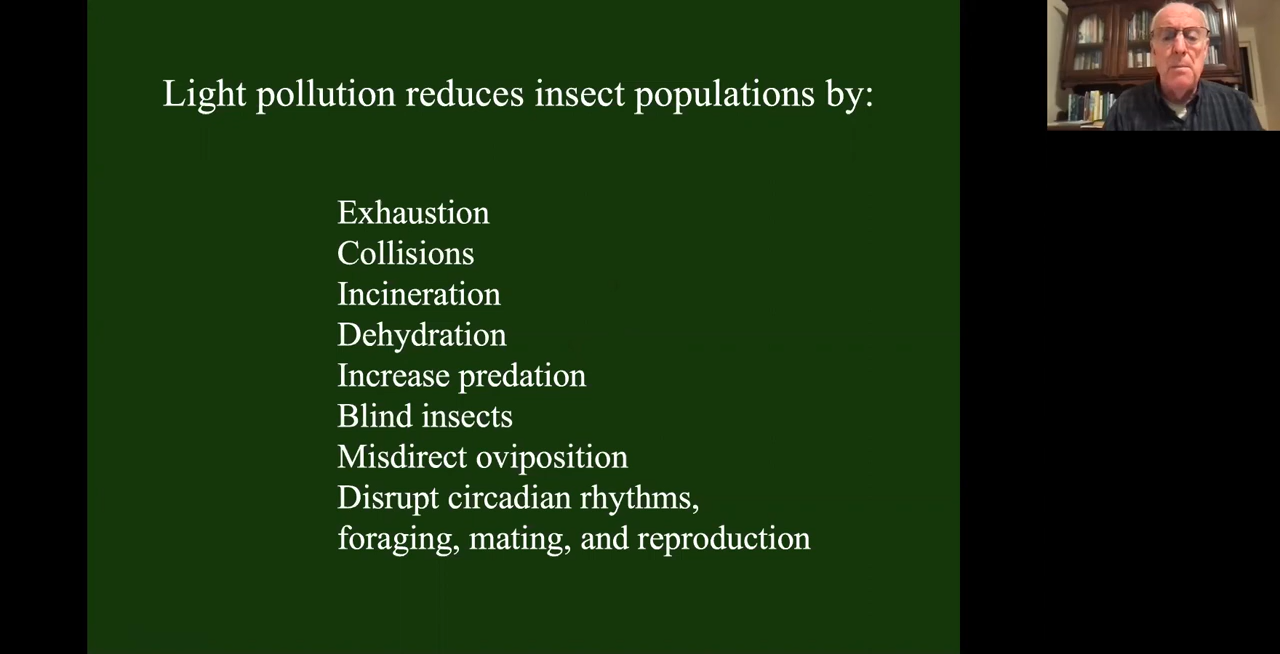 Light pollution reduces insect populations by:
Exhaustion
Collisions
Incineration
Dehydration
Increase predation
Blind insects
Misdirect oviposition
Disrupt circadian rhythms,
foraging, mating, and reproduction